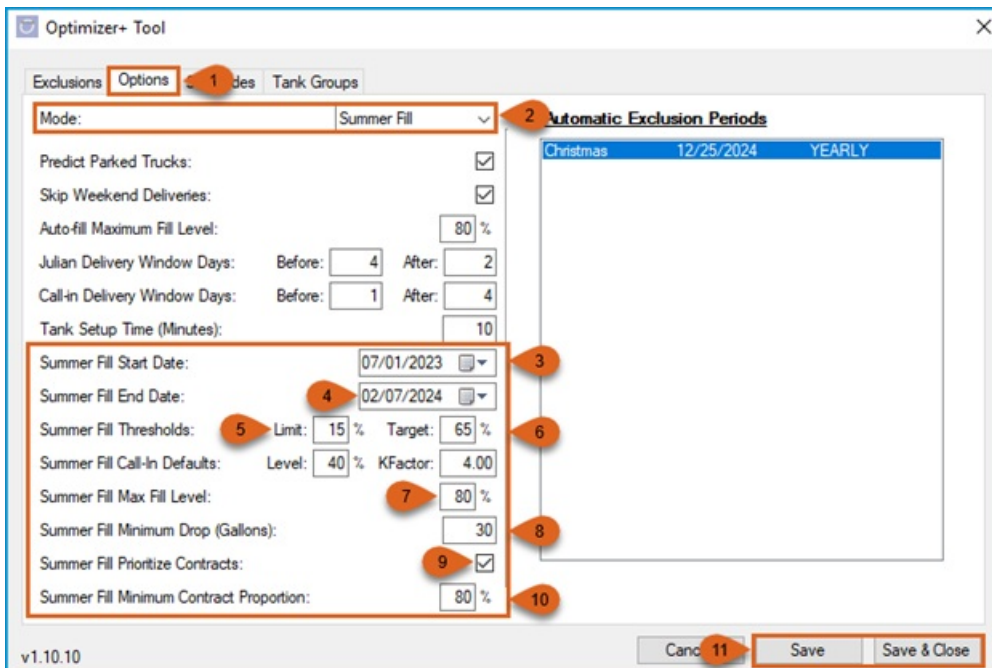 Optimizer+ Tool
Exclusions Options 1 des Tank Groups
Mode: Summer Fill 2 Automatic Exclusion Periods
Christmas 12/25/2024 YEARLY
Predict Parked Trucks:
Skip Weekend Deliveries:
Auto-fill Maximum Fill Level: 80 %
Julian Delivery Window Days: Before: 4 After: 2
Call-in Delivery Window Days: Before: 1 After: 4
Tank Setup Time (Minutes): 10
Summer Fill Start Date: 07/01/2023 3
Summer Fill End Date: 4 02/07/2024
Summer Fill Thresholds: 5 Limit: 15 % Target: 65 % 6
Summer Fill Call-In Defaults: Level: 40 % KFactor: 4.00
Summer Fill Max Fill Level: 7 80 %
Summer Fill Minimum Drop (Gallons): 30 8
Summer Fill Prioritize Contracts: 9
Summer Fill Minimum Contract Proportion: 80 % 10
v1.10.10 Canc 11 Save Save & Close